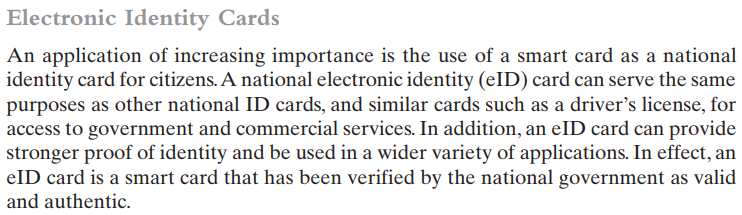 Electronic Identity Cards
An application of increasing importance is the use of a smart card as a national
identity card for citizens. A national electronic identity (eID) card can serve the same
purposes as other national ID cards, and similar cards such as a driver’s license, for
access to government and commercial services. In addition, an eID card can provide
stronger proof of identity and be used in a wider variety of applications. In effect, an
eID card is a smart card that has been verified by the national government as valid
and authentic.